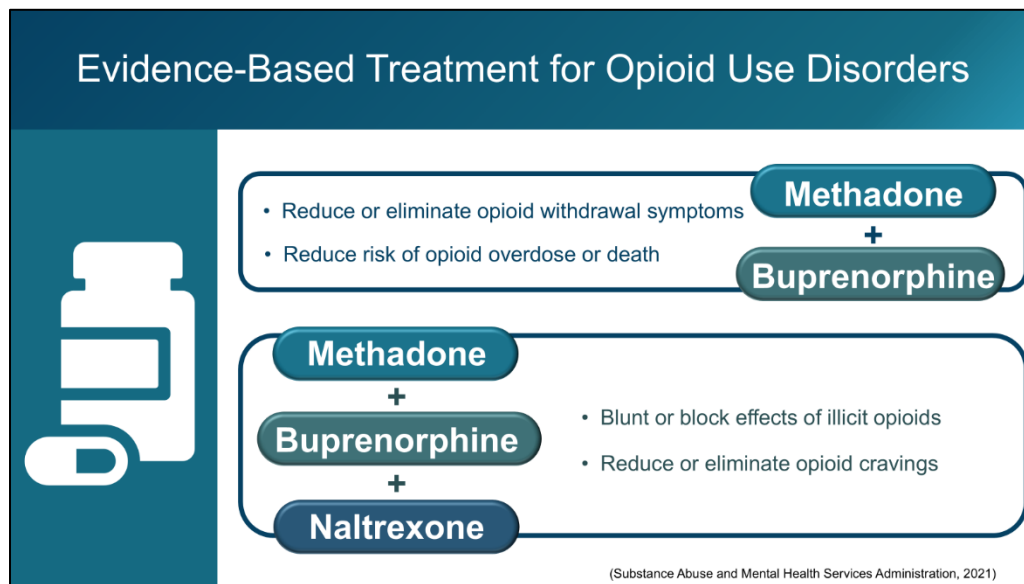 Evidence-Based Treatment for Opioid Use Disorders
• Reduce or eliminate opioid withdrawal symptoms
• Reduce risk of opioid overdose or death
Methadone
+
Buprenorphine
Methadone
+
Buprenorphine
+
Naltrexone
• Blunt or block effects of illicit opioids
• Reduce or eliminate opioid cravings
(Substance Abuse and Mental Health Services Administration, 2021)